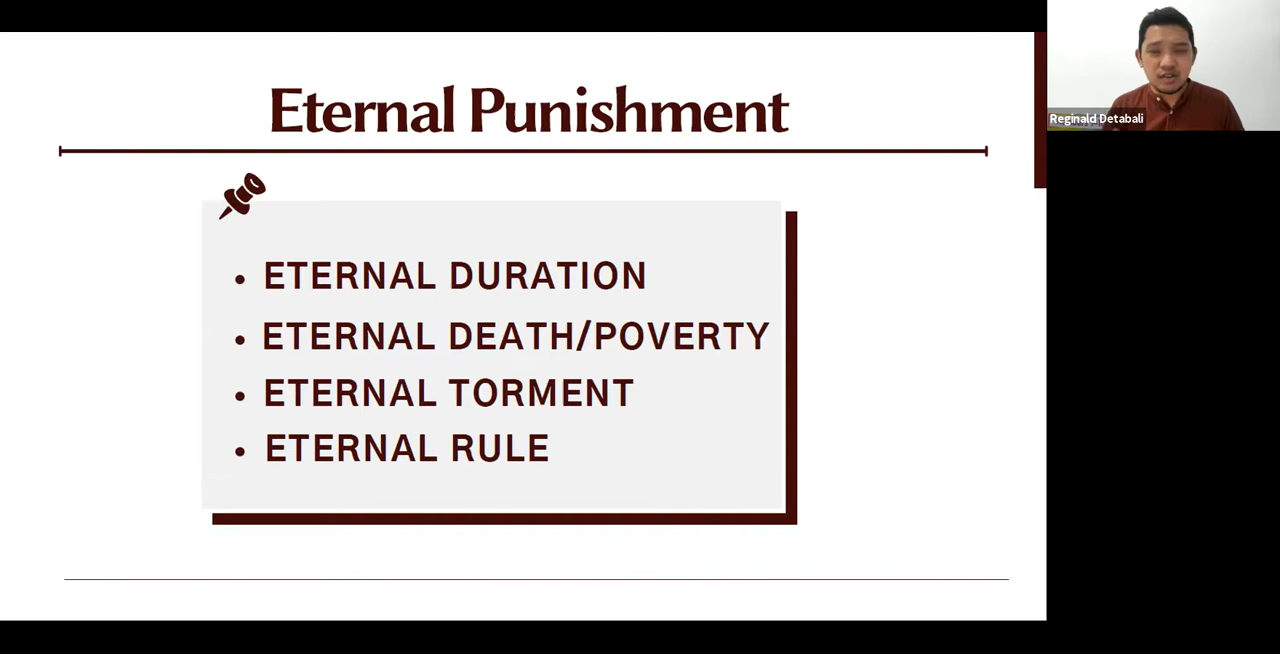 Eternal Punishment
• ETERNAL DURATION
• ETERNAL DEATH/POVERTY
• ETERNAL TORMENT
• ETERNAL RULE
Reginald Detabali